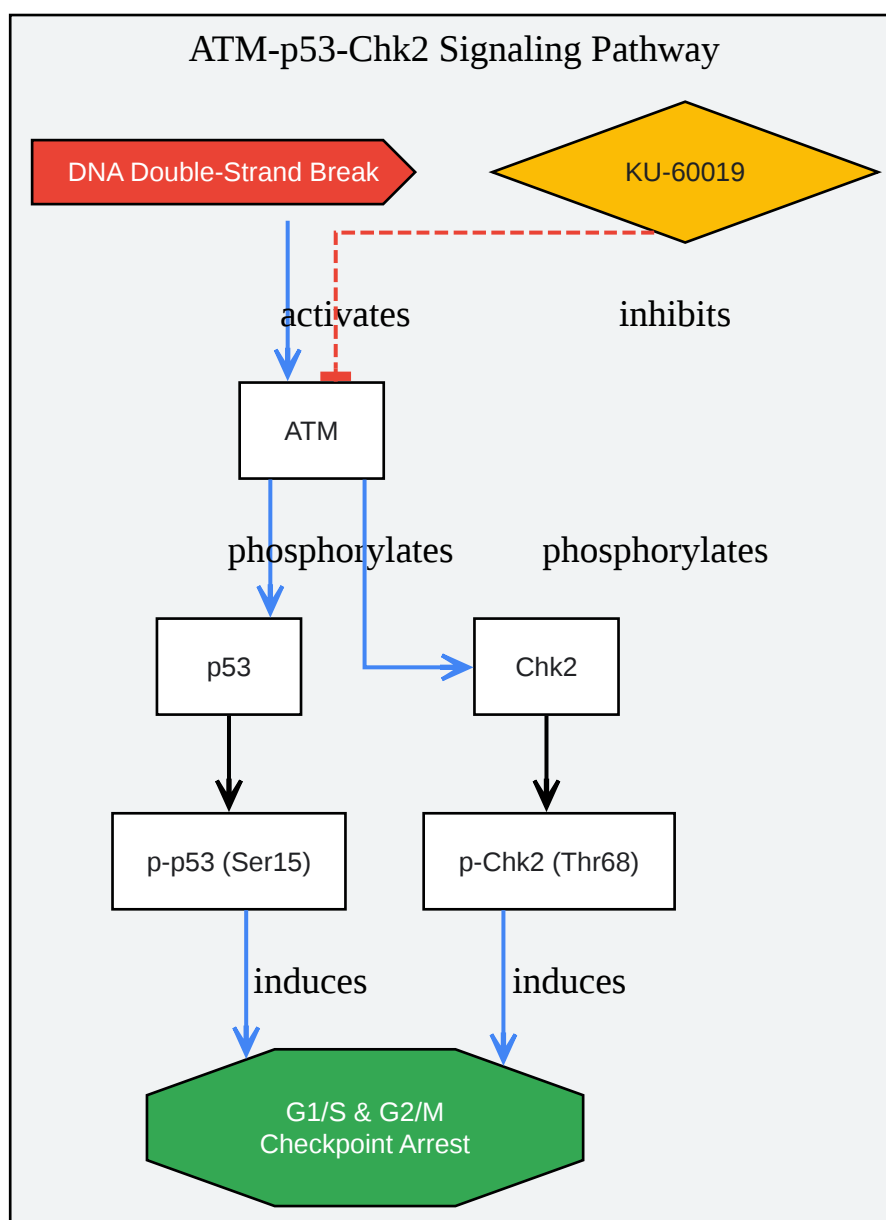 ATM-p53-Chk2 Signaling Pathway
DNA Double-Strand Break
KU-60019
activates
inhibits
ATM
phosphorylates
phosphorylates
p53
Chk2
p-p53 (Ser15)
p-Chk2 (Thr68)
induces
induces
G1/S & G2/M
Checkpoint Arrest